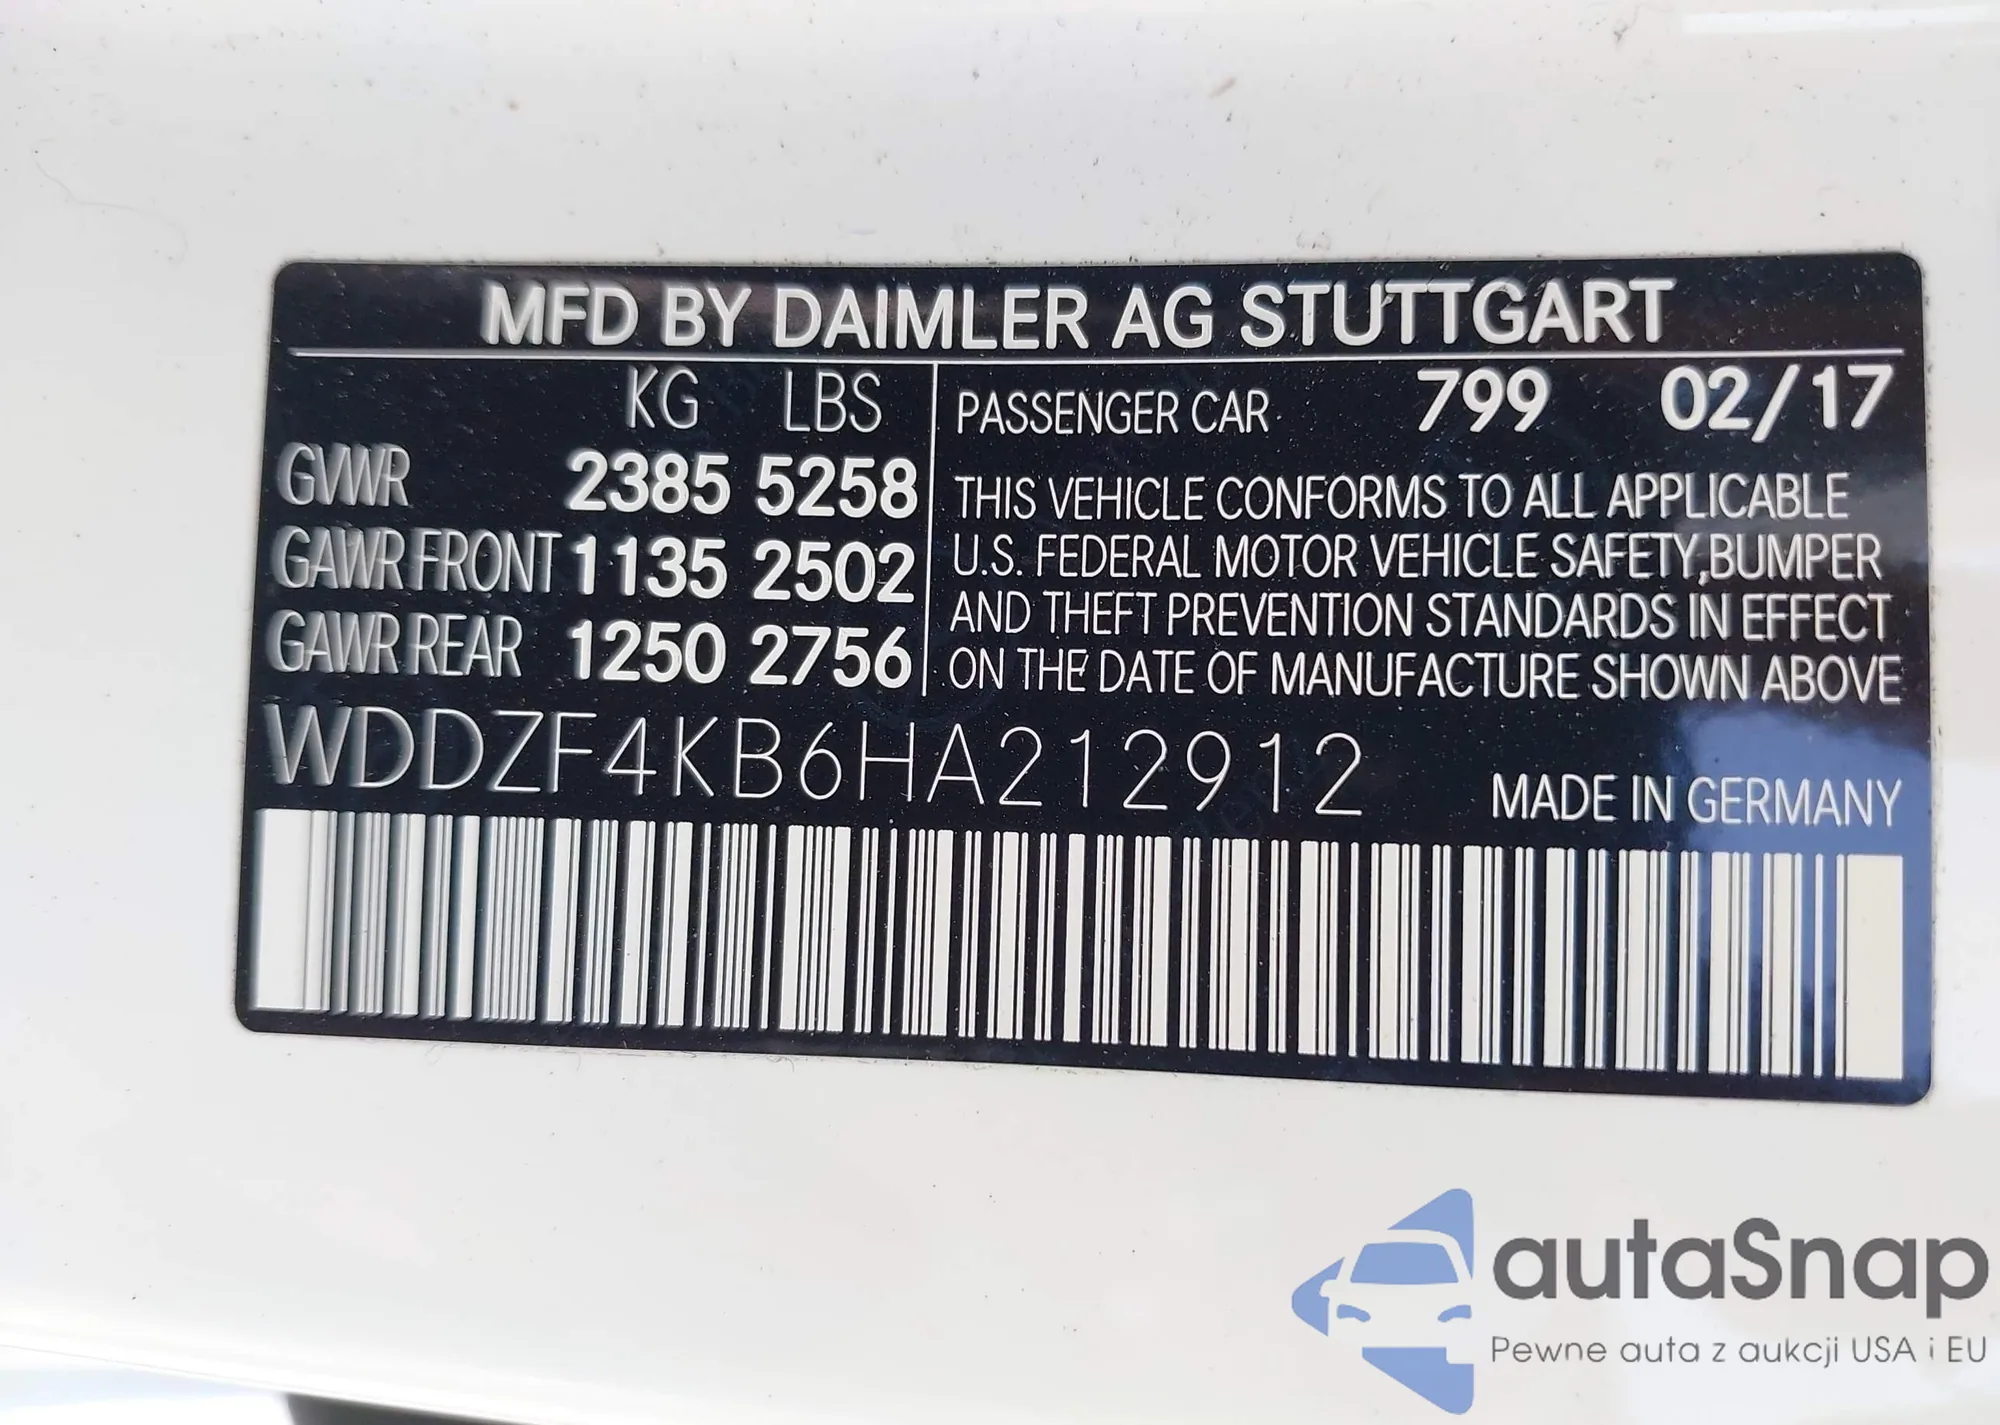 MFD BY DAIMLER AG STUTTGART
KG LBS
GVWR 2385 5258
GAWR FRONT 1135 2502
GAWR REAR 1250 2756
PASSENGER CAR 799 02/17
THIS VEHICLE CONFORMS TO ALL APPLICABLE
U.S. FEDERAL MOTOR VEHICLE SAFETY,BUMPER
AND THEFT PREVENTION STANDARDS IN EFFECT
ON THE DATE OF MANUFACTURE SHOWN ABOVE
WDDZF4KB6HA212912
MADE IN GERMANY
autaSnap
Pewne auta z aukcji USA i EU